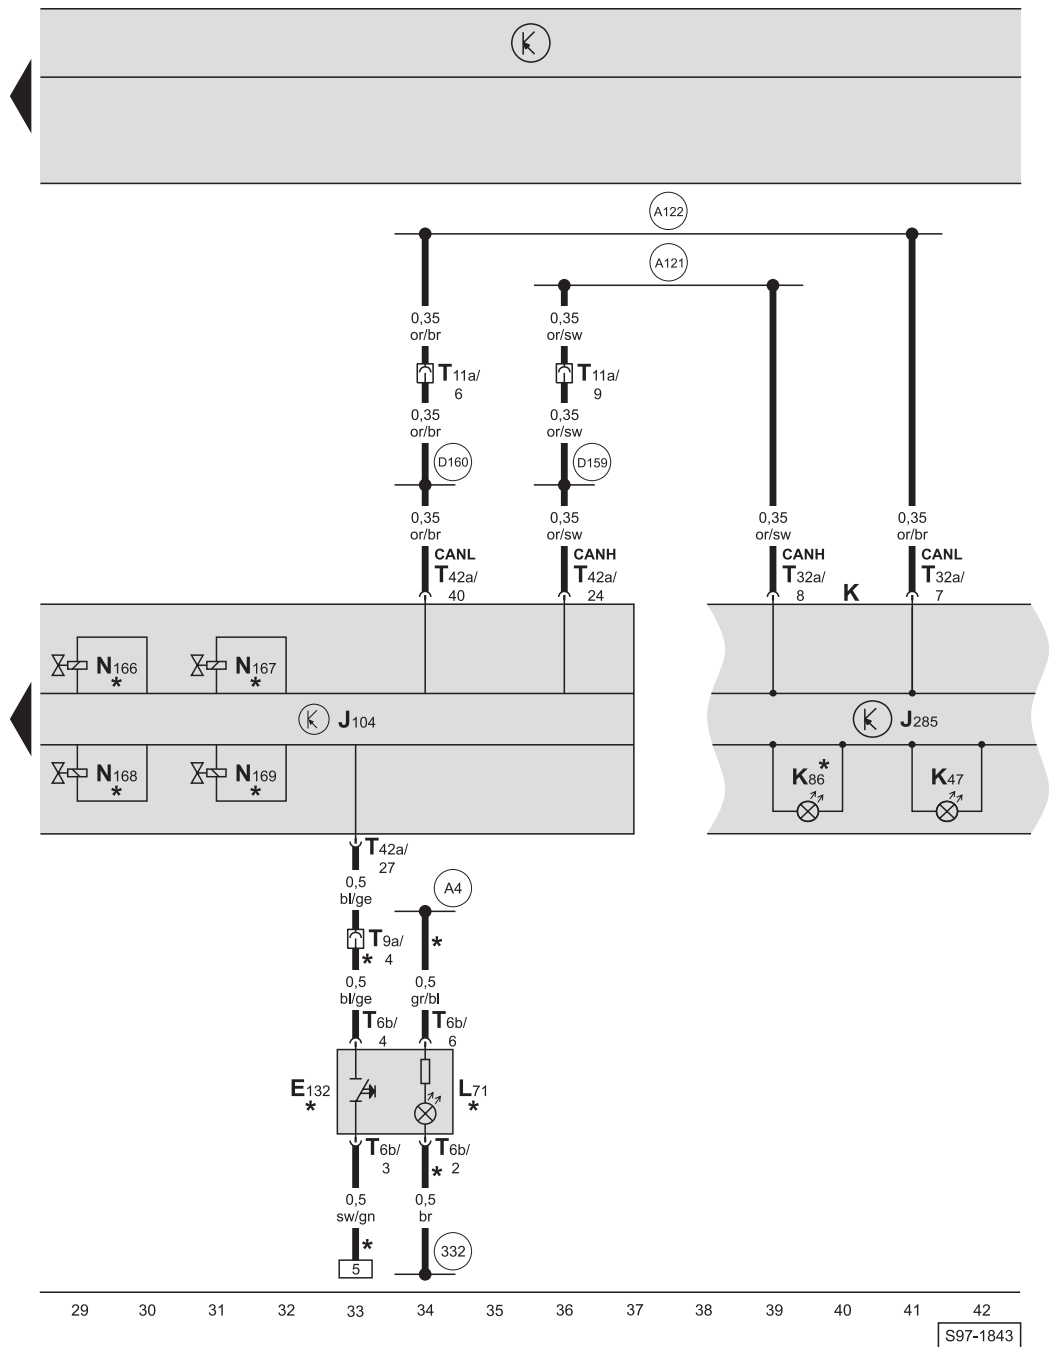 A122
A121
0,35 0,35
or/br or/sw
T11a/ T11a/
6 9
0,35 0,35
or/br or/sw
D160 D159
0,35 0,35 0,35 0,35
or/br or/sw or/sw or/br
CANL CANH CANH CANL
T42a/ T42a/ T32a/ T32a/
40 24 8 K 7
N166 N167
* *
J104 J285
N168 N169 K86 * K47
* *
T42a/
27
0,5 A4
bl/ge
T9a/ *
* 4
0,5 0,5
bl/ge gr/bl
T6b/ T6b/
4 6
E132 L71
* *
T6b/ T6b/
3 * 2
0,5 0,5
sw/gn br
* 332
5
29 30 31 32 33 34 35 36 37 38 39 40 41 42
S97-1843